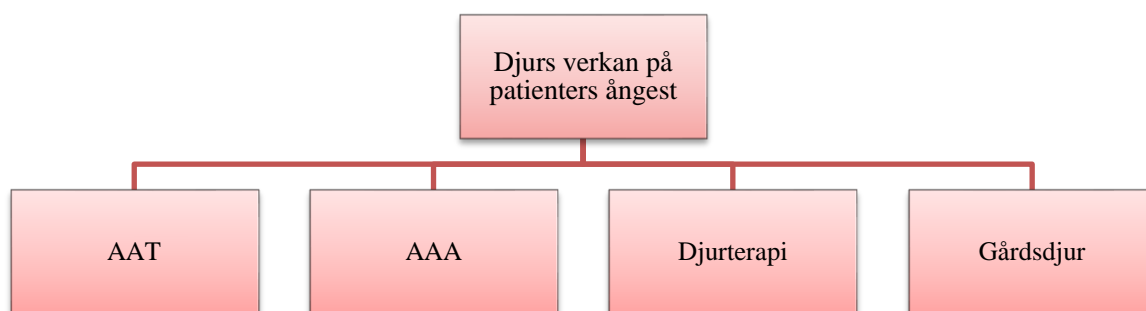 Djurs verkan på
patienters ångest
AAT
AAA
Djurterapi
Gårdsdjur